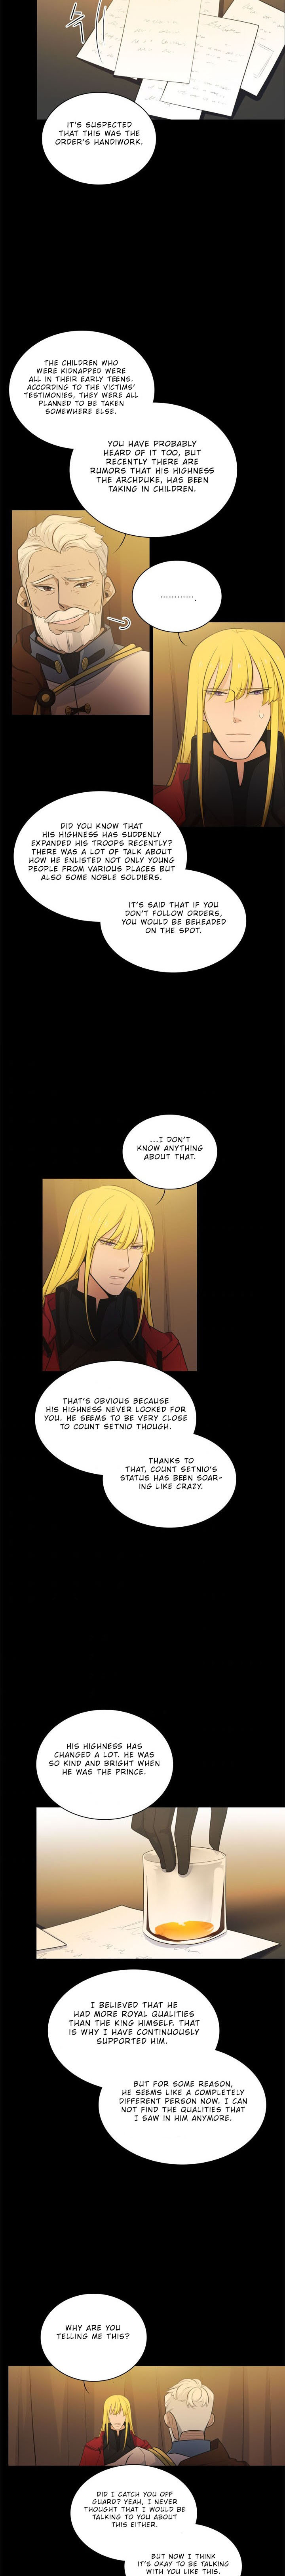 슥
IT'S SUSPECTED
THAT THIS WAS THE
ORDER'S HANDIWORK.
THE CHILDREN WHO
WERE KIDNAPPED WERE
ALL IN THEIR EARLY TEENS.
ACCORDING TO THE VICTIMS'
TESTIMONIES, THEY WERE ALL
PLANNED TO BE TAKEN
SOMEWHERE ELSE.
YOU HAVE PROBABLY
HEARD OF IT TOO, BUT
RECENTLY THERE ARE
RUMORS THAT HIS HIGHNESS
THE ARCHDUKE, HAS BEEN
TAKING IN CHILDREN.
............
DID YOU KNOW THAT
HIS HIGHNESS HAS SUDDENLY
EXPANDED HIS TROOPS RECENTLY?
THERE WAS A LOT OF TALK ABOUT
HOW HE ENLISTED NOT ONLY YOUNG
PEOPLE FROM VARIOUS PLACES BUT
ALSO SOME NOBLE SOLDIERS.
IT'S SAID THAT IF YOU
DON'T FOLLOW ORDERS,
YOU WOULD BE BEHEADED
ON THE SPOT.
...I DON'T
KNOW ANYTHING
ABOUT THAT.
THAT'S OBVIOUS BECAUSE
HIS HIGHNESS NEVER LOOKED FOR
YOU. HE SEEMS TO BE VERY CLOSE
TO COUNT SETNIO THOUGH.
THANKS TO
THAT, COUNT SETNIO'S
STATUS HAS BEEN SOAR-
ING LIKE CRAZY.
HIS HIGHNESS HAS
CHANGED A LOT. HE WAS
SO KIND AND BRIGHT WHEN
HE WAS THE PRINCE.
I BELIEVED THAT HE
HAD MORE ROYAL QUALITIES
THAN THE KING HIMSELF. THAT
IS WHY I HAVE CONTINUOUSLY
SUPPORTED HIM.
BUT FOR SOME REASON,
HE SEEMS LIKE A COMPLETELY
DIFFERENT PERSON NOW. I CAN
NOT FIND THE QUALITIES THAT
I SAW IN HIM ANYMORE.
WHY ARE YOU
TELLING ME THIS?
DID I CATCH YOU OFF
GUARD? YEAH, I NEVER
THOUGHT THAT I WOULD BE
TALKING TO YOU ABOUT
THIS EITHER.
BUT NOW I THINK
IT'S OKAY TO BE TALKING
WITH YOU LIKE THIS.